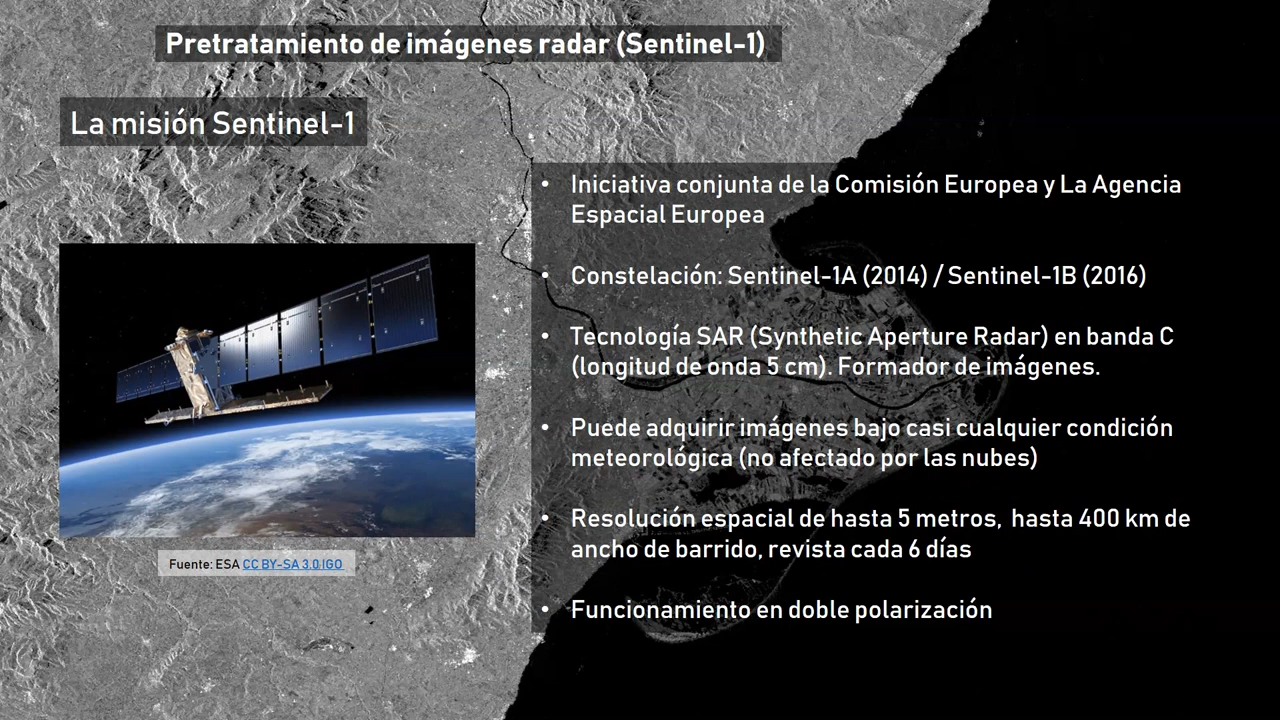 Pretratamiento de imágenes radar (Sentinel-1)
La misión Sentinel-1
• Iniciativa conjunta de la Comisión Europea y La Agencia
Espacial Europea
• Constelación: Sentinel-1A (2014) / Sentinel-1B (2016)
• Tecnología SAR (Synthetic Aperture Radar) en banda C
(longitud de onda 5 cm). Formador de imágenes.
• Puede adquirir imágenes bajo casi cualquier condición
meteorológica (no afectado por las nubes)
• Resolución espacial de hasta 5 metros, hasta 400 km de
ancho de barrido, revista cada 6 días
• Funcionamiento en doble polarización
Fuente: ESA CC BY-SA 3.0 IGO